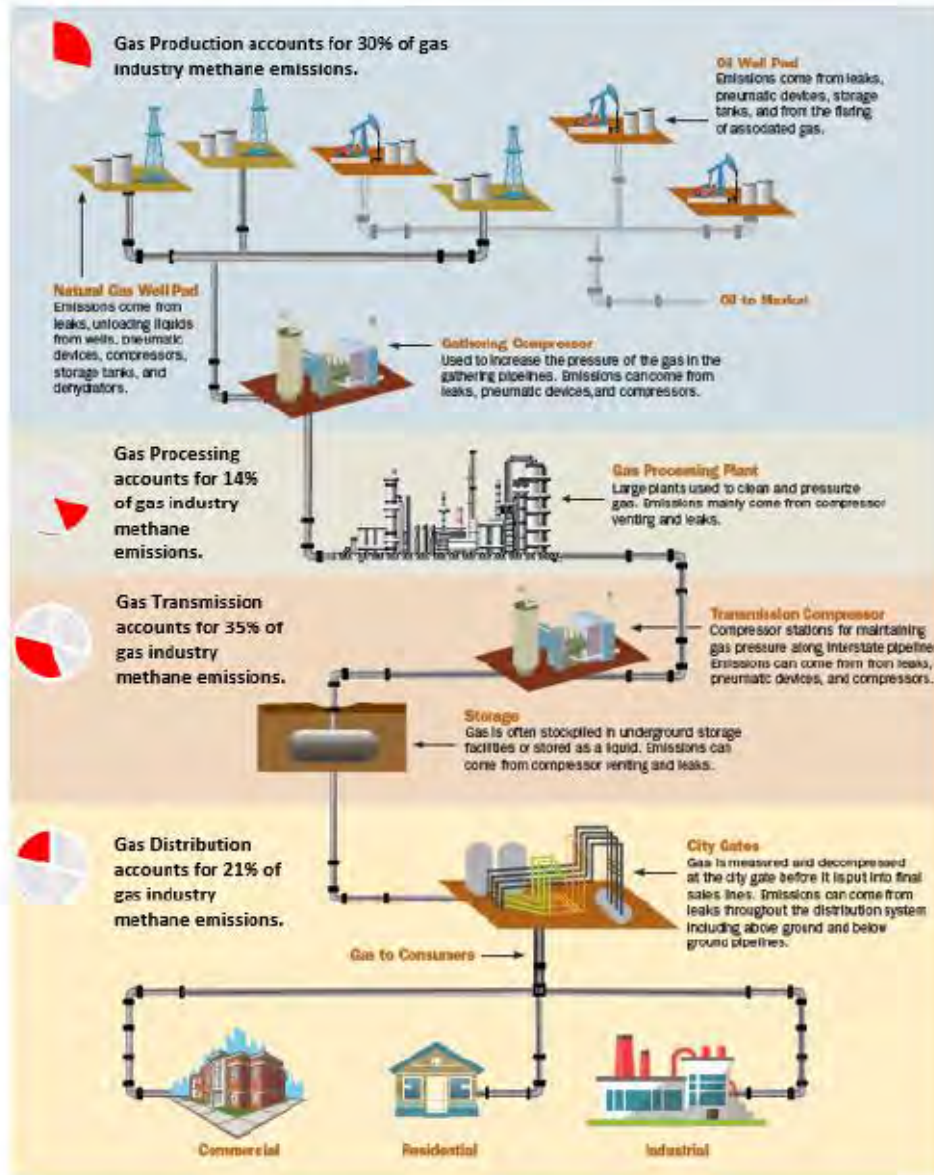 Gas Production accounts for 30% of gas
industry methane emissions.
Oil Well Pad
Emissions come from leaks,
pneumatic devices, storage
tanks, and from the flaring
of associated gas.
Natural Gas Well Pad
Emissions come from
leaks, unloading liquids
from wells, pneumatic
devices, compressors,
storage tanks, and
dehydrators.
Oil to Market
Gathering Compressor
Used to increase the pressure of the gas in the
gathering pipelines. Emissions can come from
leaks, pneumatic devices, and compressors.
Gas Processing
accounts for 14%
of gas industry
methane
emissions.
Gas Processing Plant
Large plants used to clean and pressurize
gas. Emissions mainly come from compressor
venting and leaks.
Gas Transmission
accounts for 35% of
gas industry
methane emissions.
Transmission Compressor
Compressor stations for maintaining
gas pressure along interstate pipeline
Emissions can come from from leaks,
pneumatic devices, and compressors.
Storage
Gas is often stockpiled in underground storage
facilities or stored as a liquid. Emissions can
come from compressor venting and leaks.
Gas Distribution
accounts for 21% of
gas industry
methane emissions.
City Gates
Gas is measured and decompressed
at the city gate before it is put into final
sales lines. Emissions can come from
leaks throughout the distribution system
including above ground and below
ground pipelines.
Gas to Consumers
Commercial
Residential
Industrial